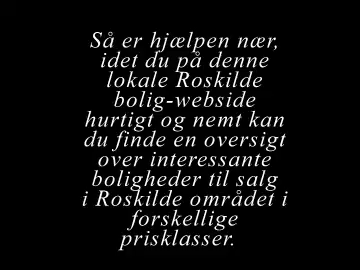 Så er hjælpen nær,
idet du på denne
lokale Roskilde
bolig-webside
hurtigt og nemt kan
du finde en oversigt
over interessante
boligheder til salg
i Roskilde området i
forskellige
prisklasser.